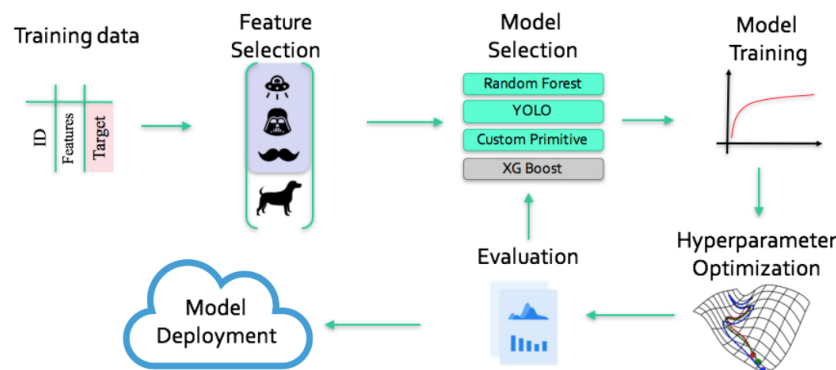 Training data
ID
Features
Target
Feature
Selection
Model
Selection
Random Forest
YOLO
Custom Primitive
XG Boost
Model
Training
Hyperparameter
Optimization
Evaluation
Model
Deployment